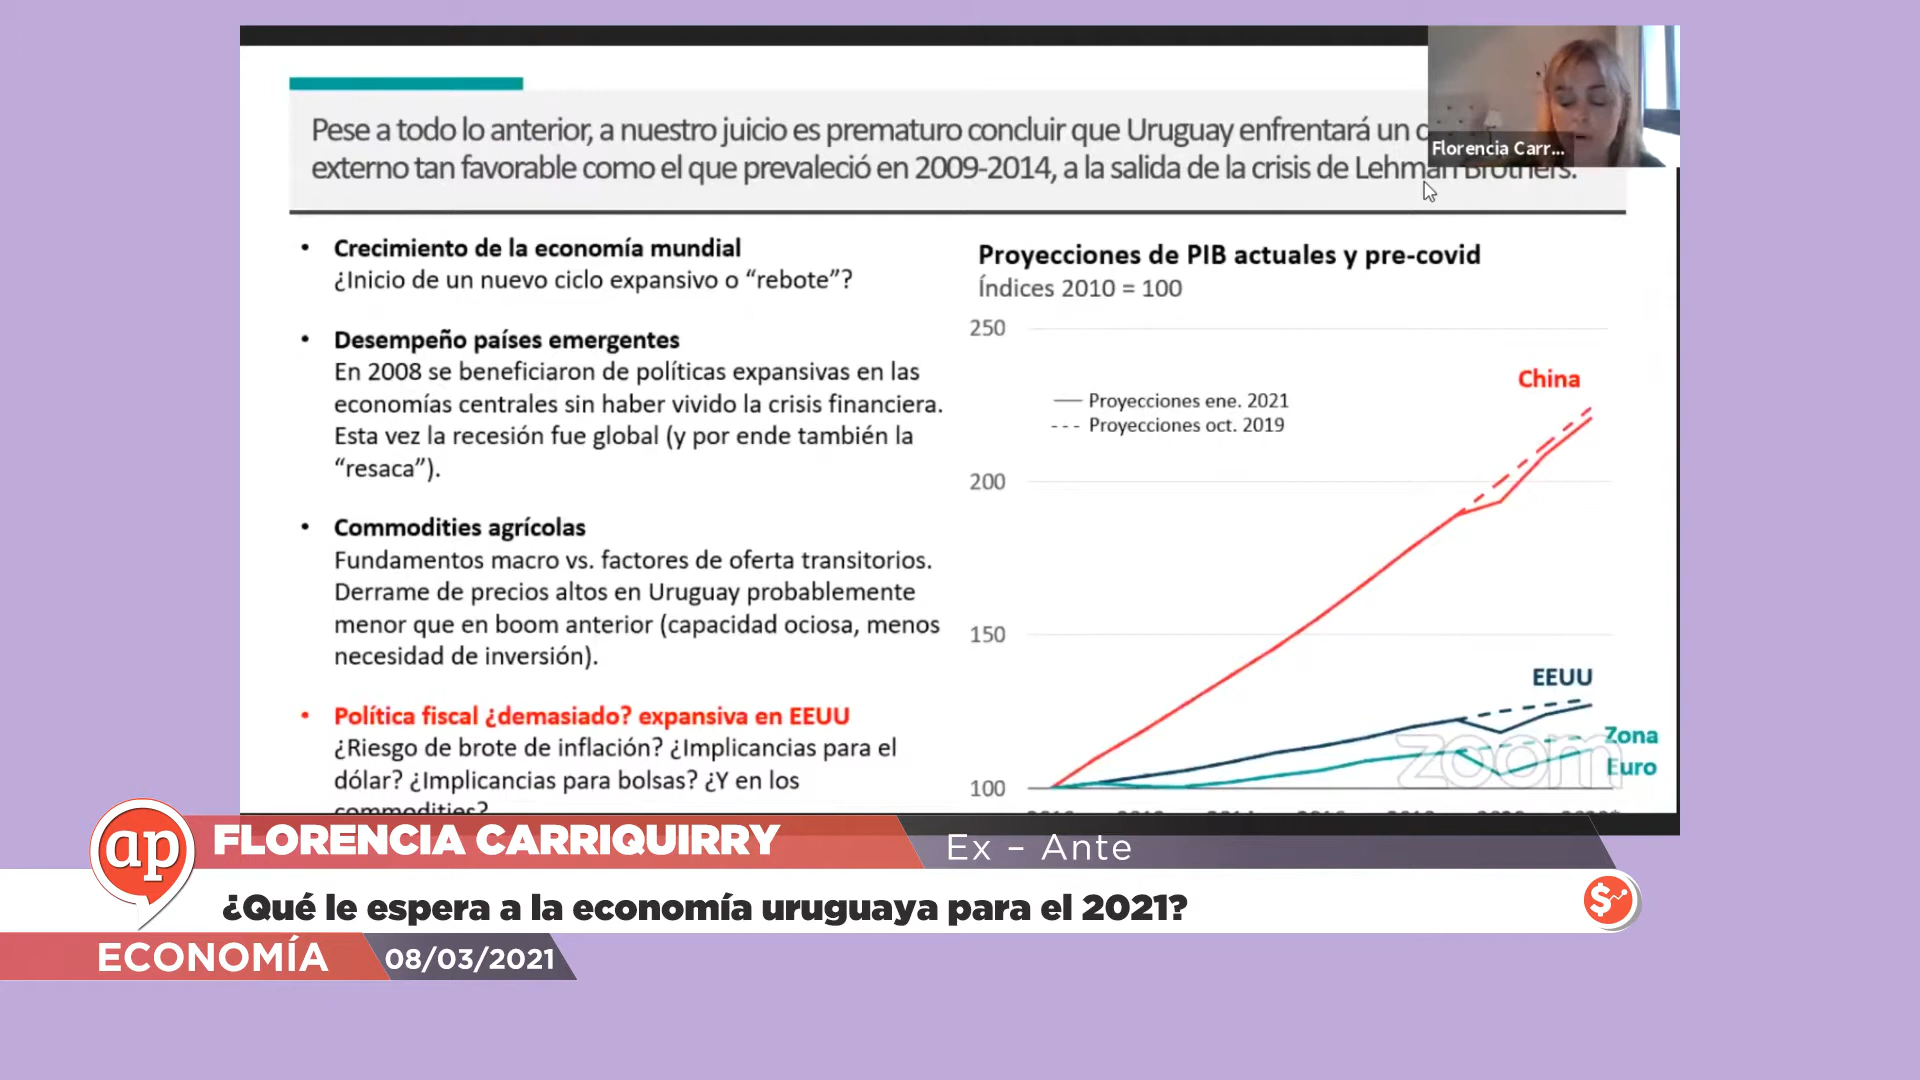 Pese a todo lo anterior, a nuestro juicio es prematuro concluir que Uruguay enfrentará un
externo tan favorable como el que prevaleció en 2009-2014, a la salida de la crisis de Lehman Brothers.
Florencia Carr...
• Crecimiento de la economía mundial
¿Inicio de un nuevo ciclo expansivo o “rebote”?
• Desempeño países emergentes
En 2008 se beneficiaron de políticas expansivas en las
economías centrales sin haber vivido la crisis financiera.
Esta vez la recesión fue global (y por ende también la
“resaca”).
• Commodities agrícolas
Fundamentos macro vs. factores de oferta transitorios.
Derrame de precios altos en Uruguay probablemente
menor que en boom anterior (capacidad ociosa, menos
necesidad de inversión).
• Política fiscal ¿demasiado? expansiva en EEUU
¿Riesgo de brote de inflación? ¿Implicancias para el
dólar? ¿Implicancias para bolsas? ¿Y en los
commodities?
Proyecciones de PIB actuales y pre-covid
Índices 2010 = 100
250
China
Proyecciones ene. 2021
Proyecciones oct. 2019
200
150
EEUU
Zona
Euro
zoom
100
ap
FLORENCIA CARRIQUIRRY
Ex – Ante
¿Qué le espera a la economía uruguaya para el 2021?
$
ECONOMÍA
08/03/2021